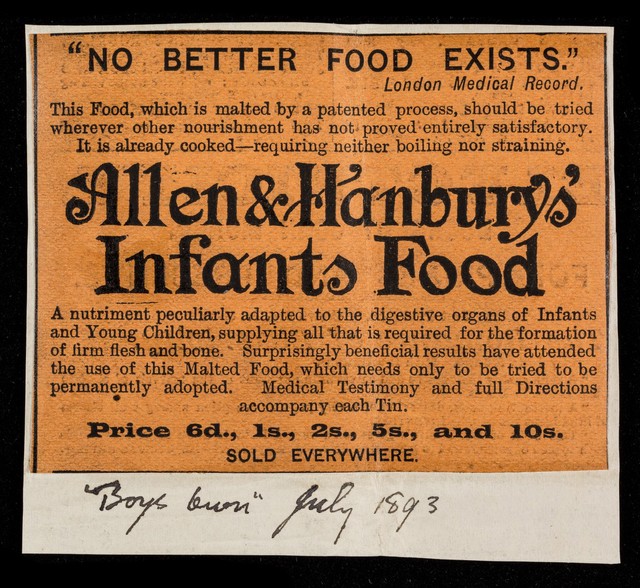 “NO BETTER FOOD EXISTS.”
London Medical Record.
This Food, which is malted by a patented process, should be tried
wherever other nourishment has not proved entirely satisfactory.
It is already cooked—requiring neither boiling nor straining.
Allen & Hanburys'
Infants Food
A nutriment peculiarly adapted to the digestive organs of Infants
and Young Children, supplying all that is required for the formation
of firm flesh and bone. Surprisingly beneficial results have attended
the use of this Malted Food, which needs only to be tried to be
permanently adopted. Medical Testimony and full Directions
accompany each Tin.
Price 6d., 1s., 2s., 5s., and 10s.
SOLD EVERYWHERE.
"Boys Own" July 1893